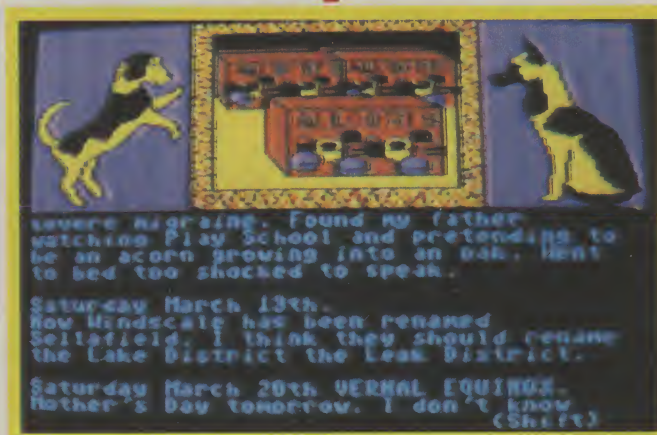 severe migraine. Found my father
watching Play School and pretending to
be an acorn growing into an oak. Went
to bed too shocked to speak.
Saturday March 13th.
Now Windscale has been renamed
Sellafield. I think they should rename
the Lake District the Leak District.
Saturday March 20th VERNAL EQUINOX.
Mother's Day tomorrow. I don't know
(Shift)